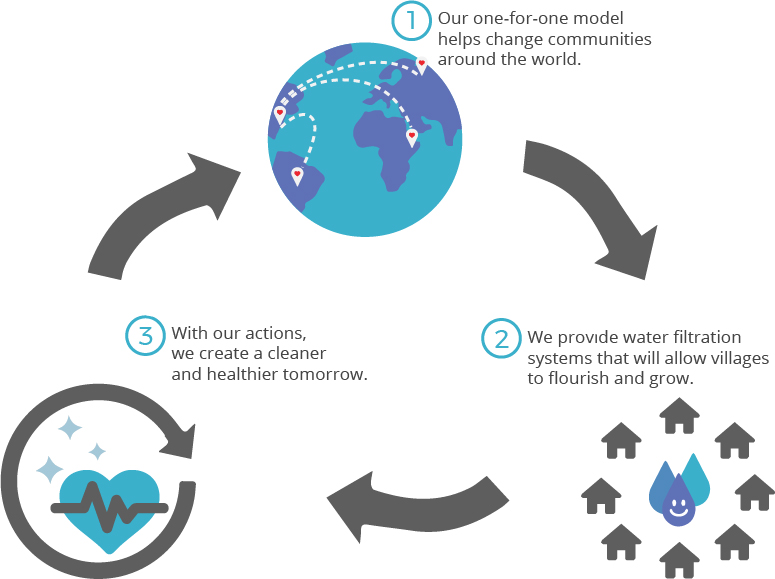 1
Our one-for-one model
helps change communities
around the world.
2
We provide water filtration
systems that will allow villages
to flourish and grow.
3
With our actions,
we create a cleaner
and healthier tomorrow.